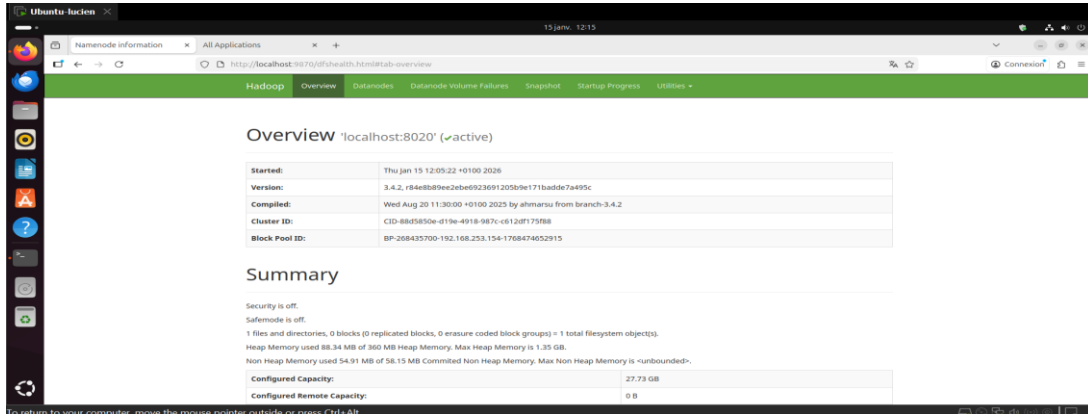 Ubuntu-lucien
15 janv. 12:15
Namenode information
All Applications
http://localhost:9870/dfshealth.html#tab-overview
Connexion
Hadoop Overview Datanodes Datanode Volume Failures Snapshot Startup Progress Utilities
Overview 'localhost:8020' (✔active)
Started: Thu Jan 15 12:05:22 +0100 2026
Version: 3.4.2, r84e8b89ee2ebe6923691205b9e171badde7a495c
Compiled: Wed Aug 20 11:30:00 +0100 2025 by ahmarsu from branch-3.4.2
Cluster ID: CID-88d5850e-d19e-4918-987c-c612df175f88
Block Pool ID: BP-268435700-192.168.253.154-1768474652915
Summary
Security is off.
Safemode is off.
1 files and directories, 0 blocks (0 replicated blocks, 0 erasure coded block groups) = 1 total filesystem object(s).
Heap Memory used 88.34 MB of 360 MB Heap Memory. Max Heap Memory is 1.35 GB.
Non Heap Memory used 54.91 MB of 58.15 MB Commited Non Heap Memory. Max Non Heap Memory is <unbounded>.
Configured Capacity: 27.73 GB
Configured Remote Capacity: 0 B
To return to your computer, move the mouse pointer outside or press Ctrl+Alt.